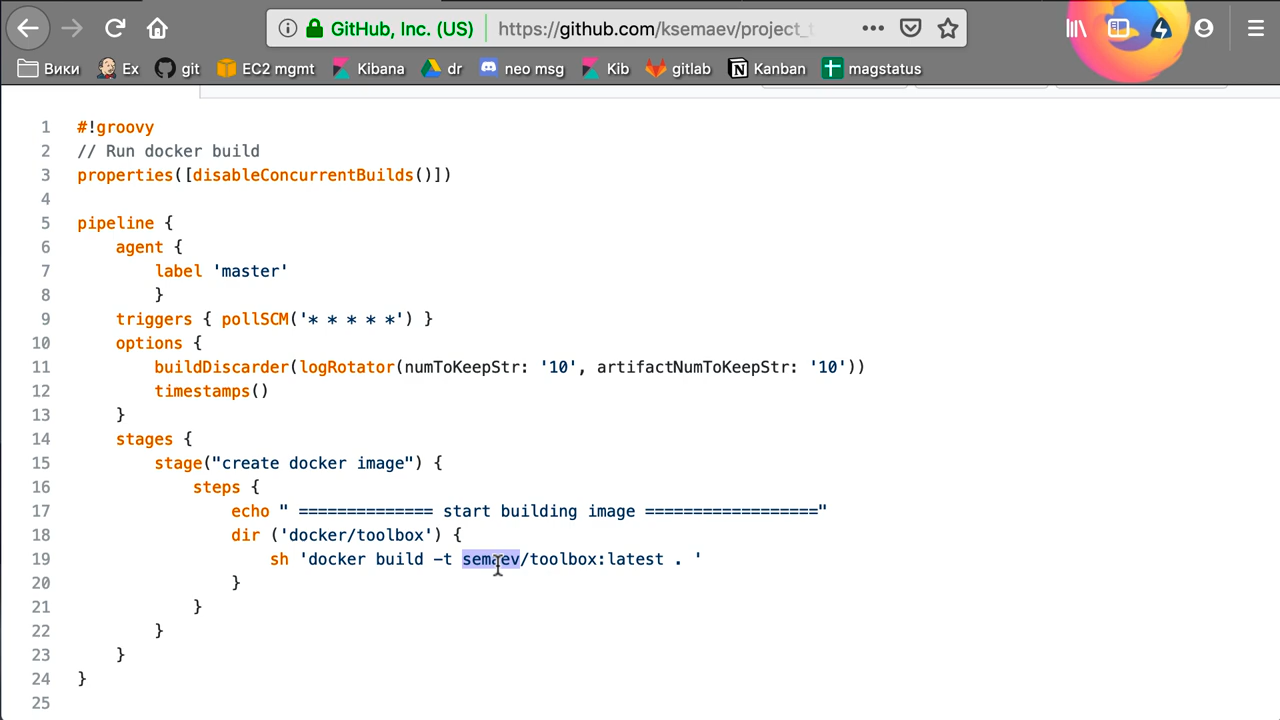 GitHub, Inc. (US) https://github.com/ksemaev/project_t
Вики Ex git EC2 mgmt Kibana dr neo msg Kib gitlab Kanban magstatus
1 #!groovy
2 // Run docker build
3 properties([disableConcurrentBuilds()])
4
5 pipeline {
6 agent {
7 label 'master'
8 }
9 triggers { pollSCM('* * * * *') }
10 options {
11 buildDiscarder(logRotator(numToKeepStr: '10', artifactNumToKeepStr: '10'))
12 timestamps()
13 }
14 stages {
15 stage("create docker image") {
16 steps {
17 echo " ============== start building image =================="
18 dir ('docker/toolbox') {
19 sh 'docker build -t semaev/toolbox:latest . '
20 }
21 }
22 }
23 }
24 }
25